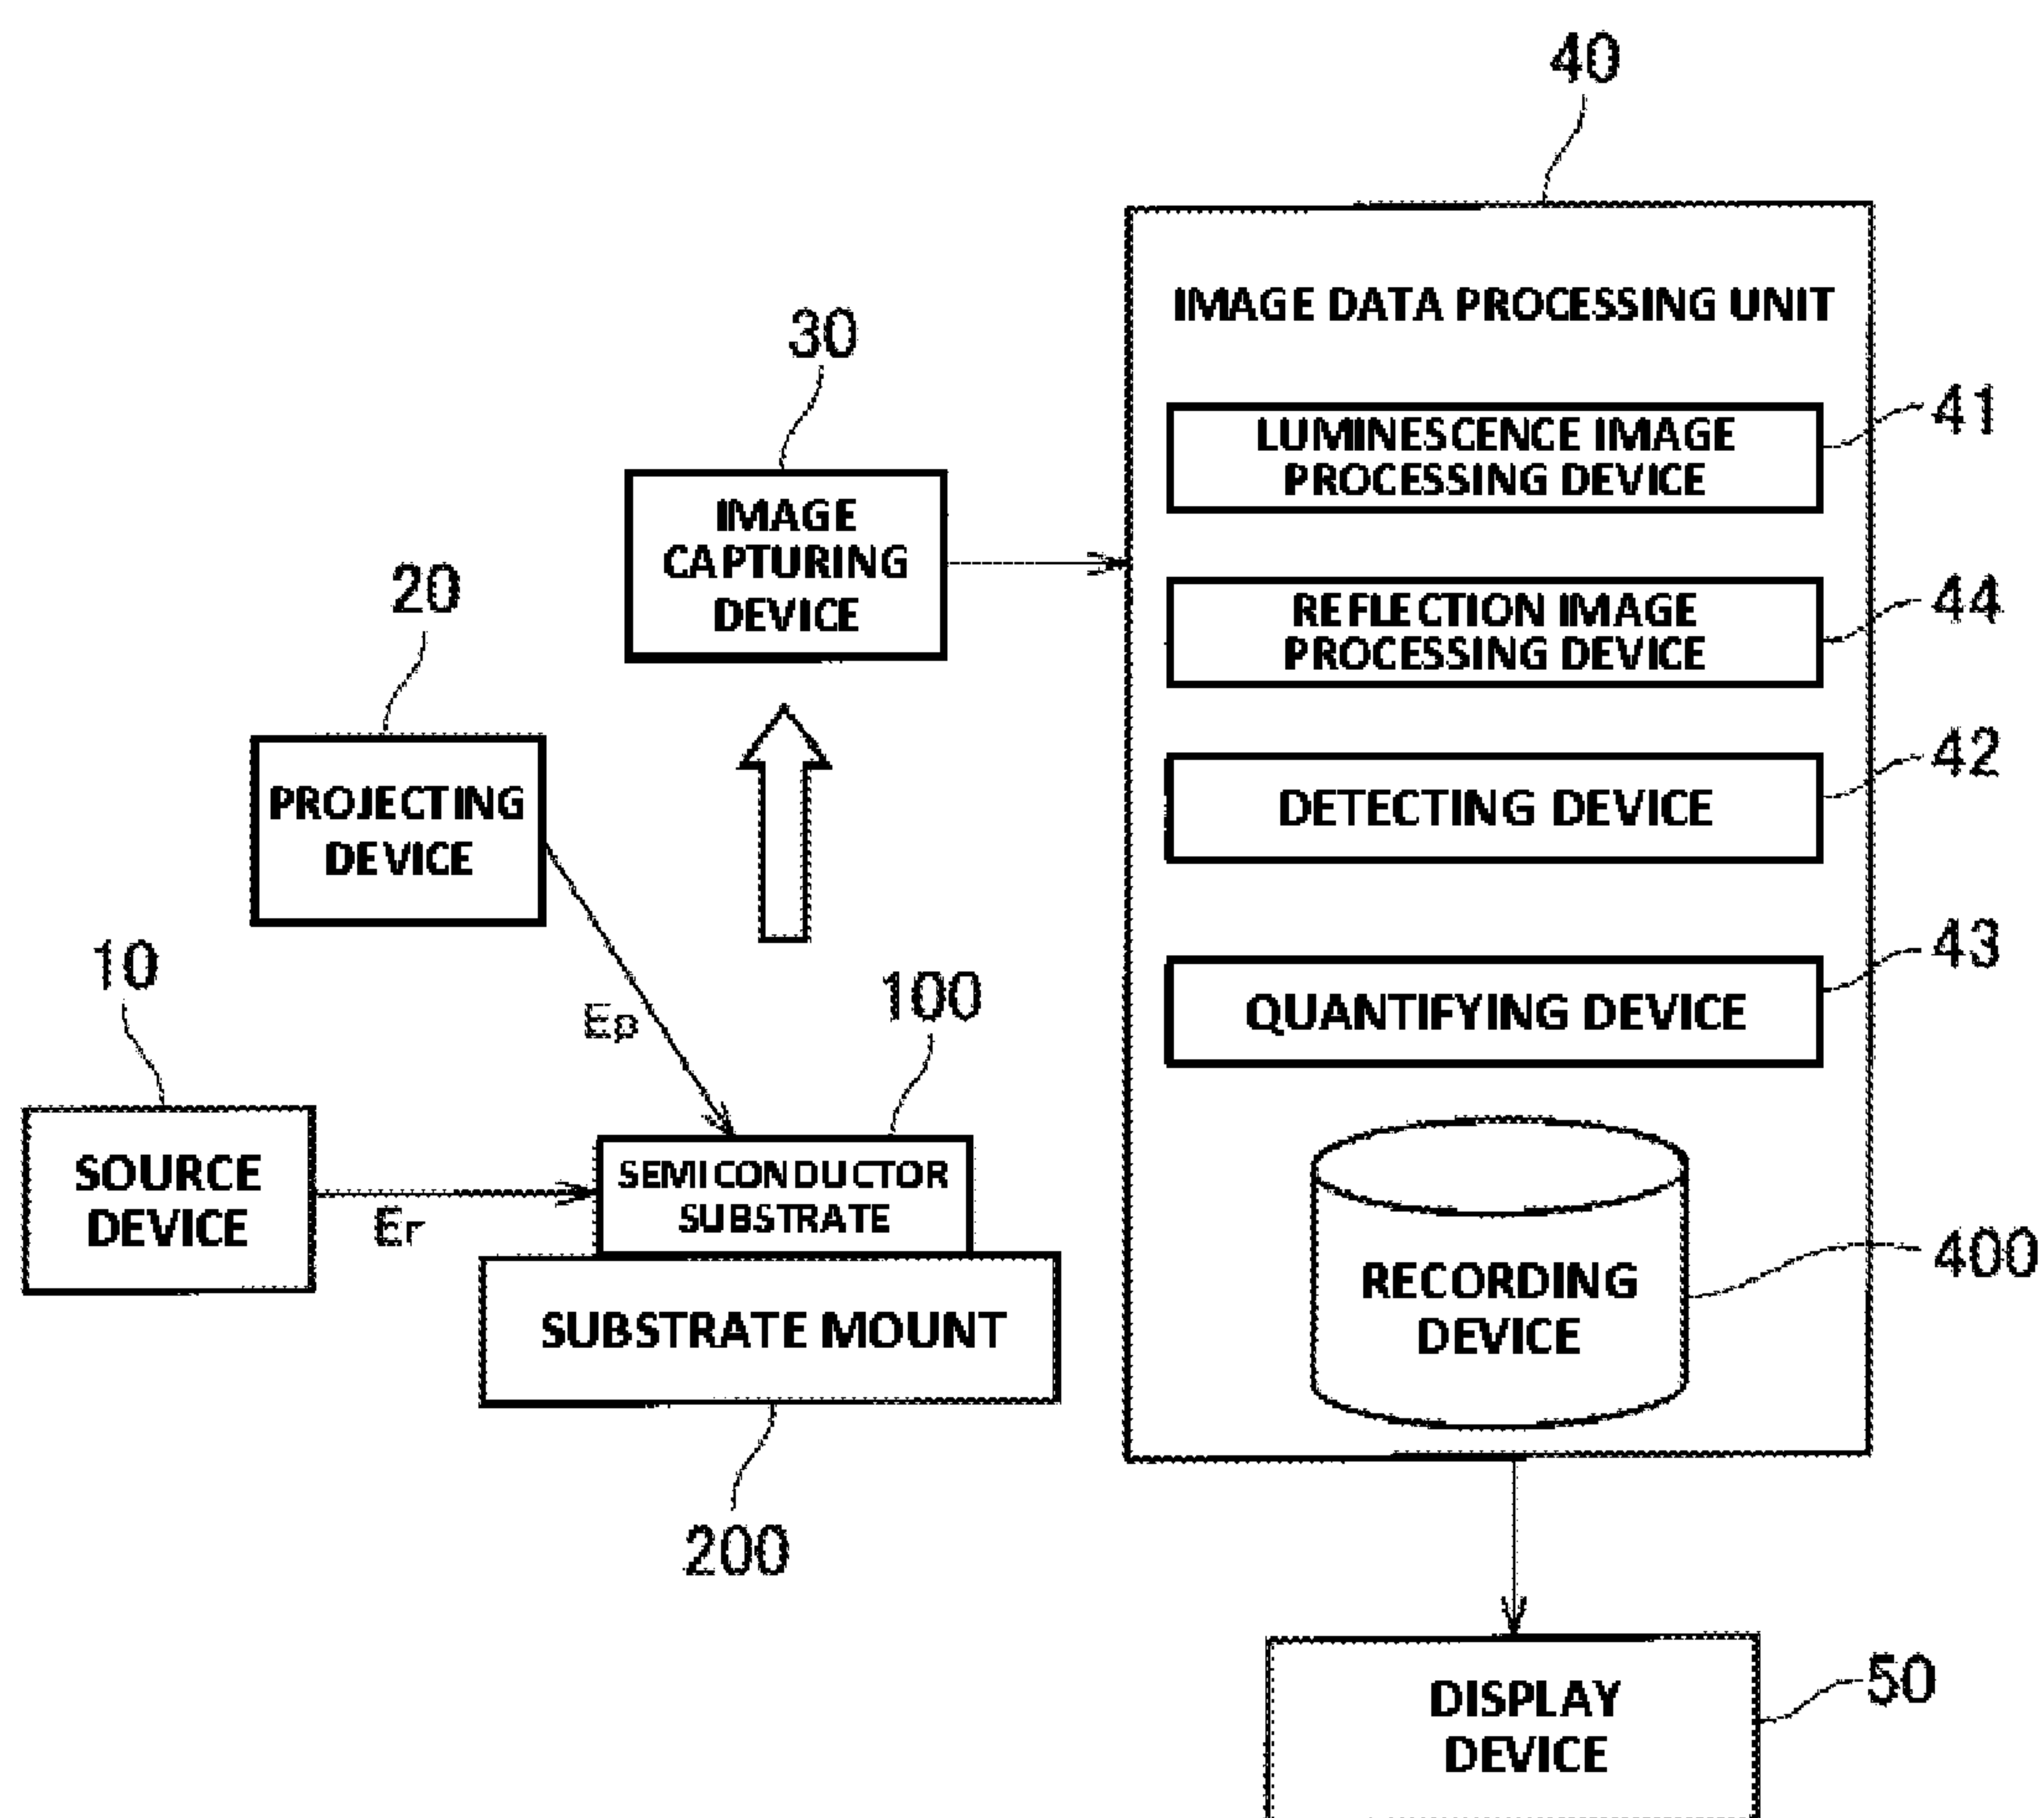 40
IMAGE DATA PROCESSING UNIT
30
41
LUMINESCENCE IMAGE
PROCESSING DEVICE
IMAGE
CAPTURING
DEVICE
20
44
REFLECTION IMAGE
PROCESSING DEVICE
42
PROJECTING
DEVICE
DETECTING DEVICE
10
43
100
Ep
QUANTIFYING DEVICE
SOURCE
DEVICE
Er
SEMICONDUCTOR
SUBSTRATE
400
RECORDING
DEVICE
SUBSTRATE MOUNT
200
50
DISPLAY
DEVICE